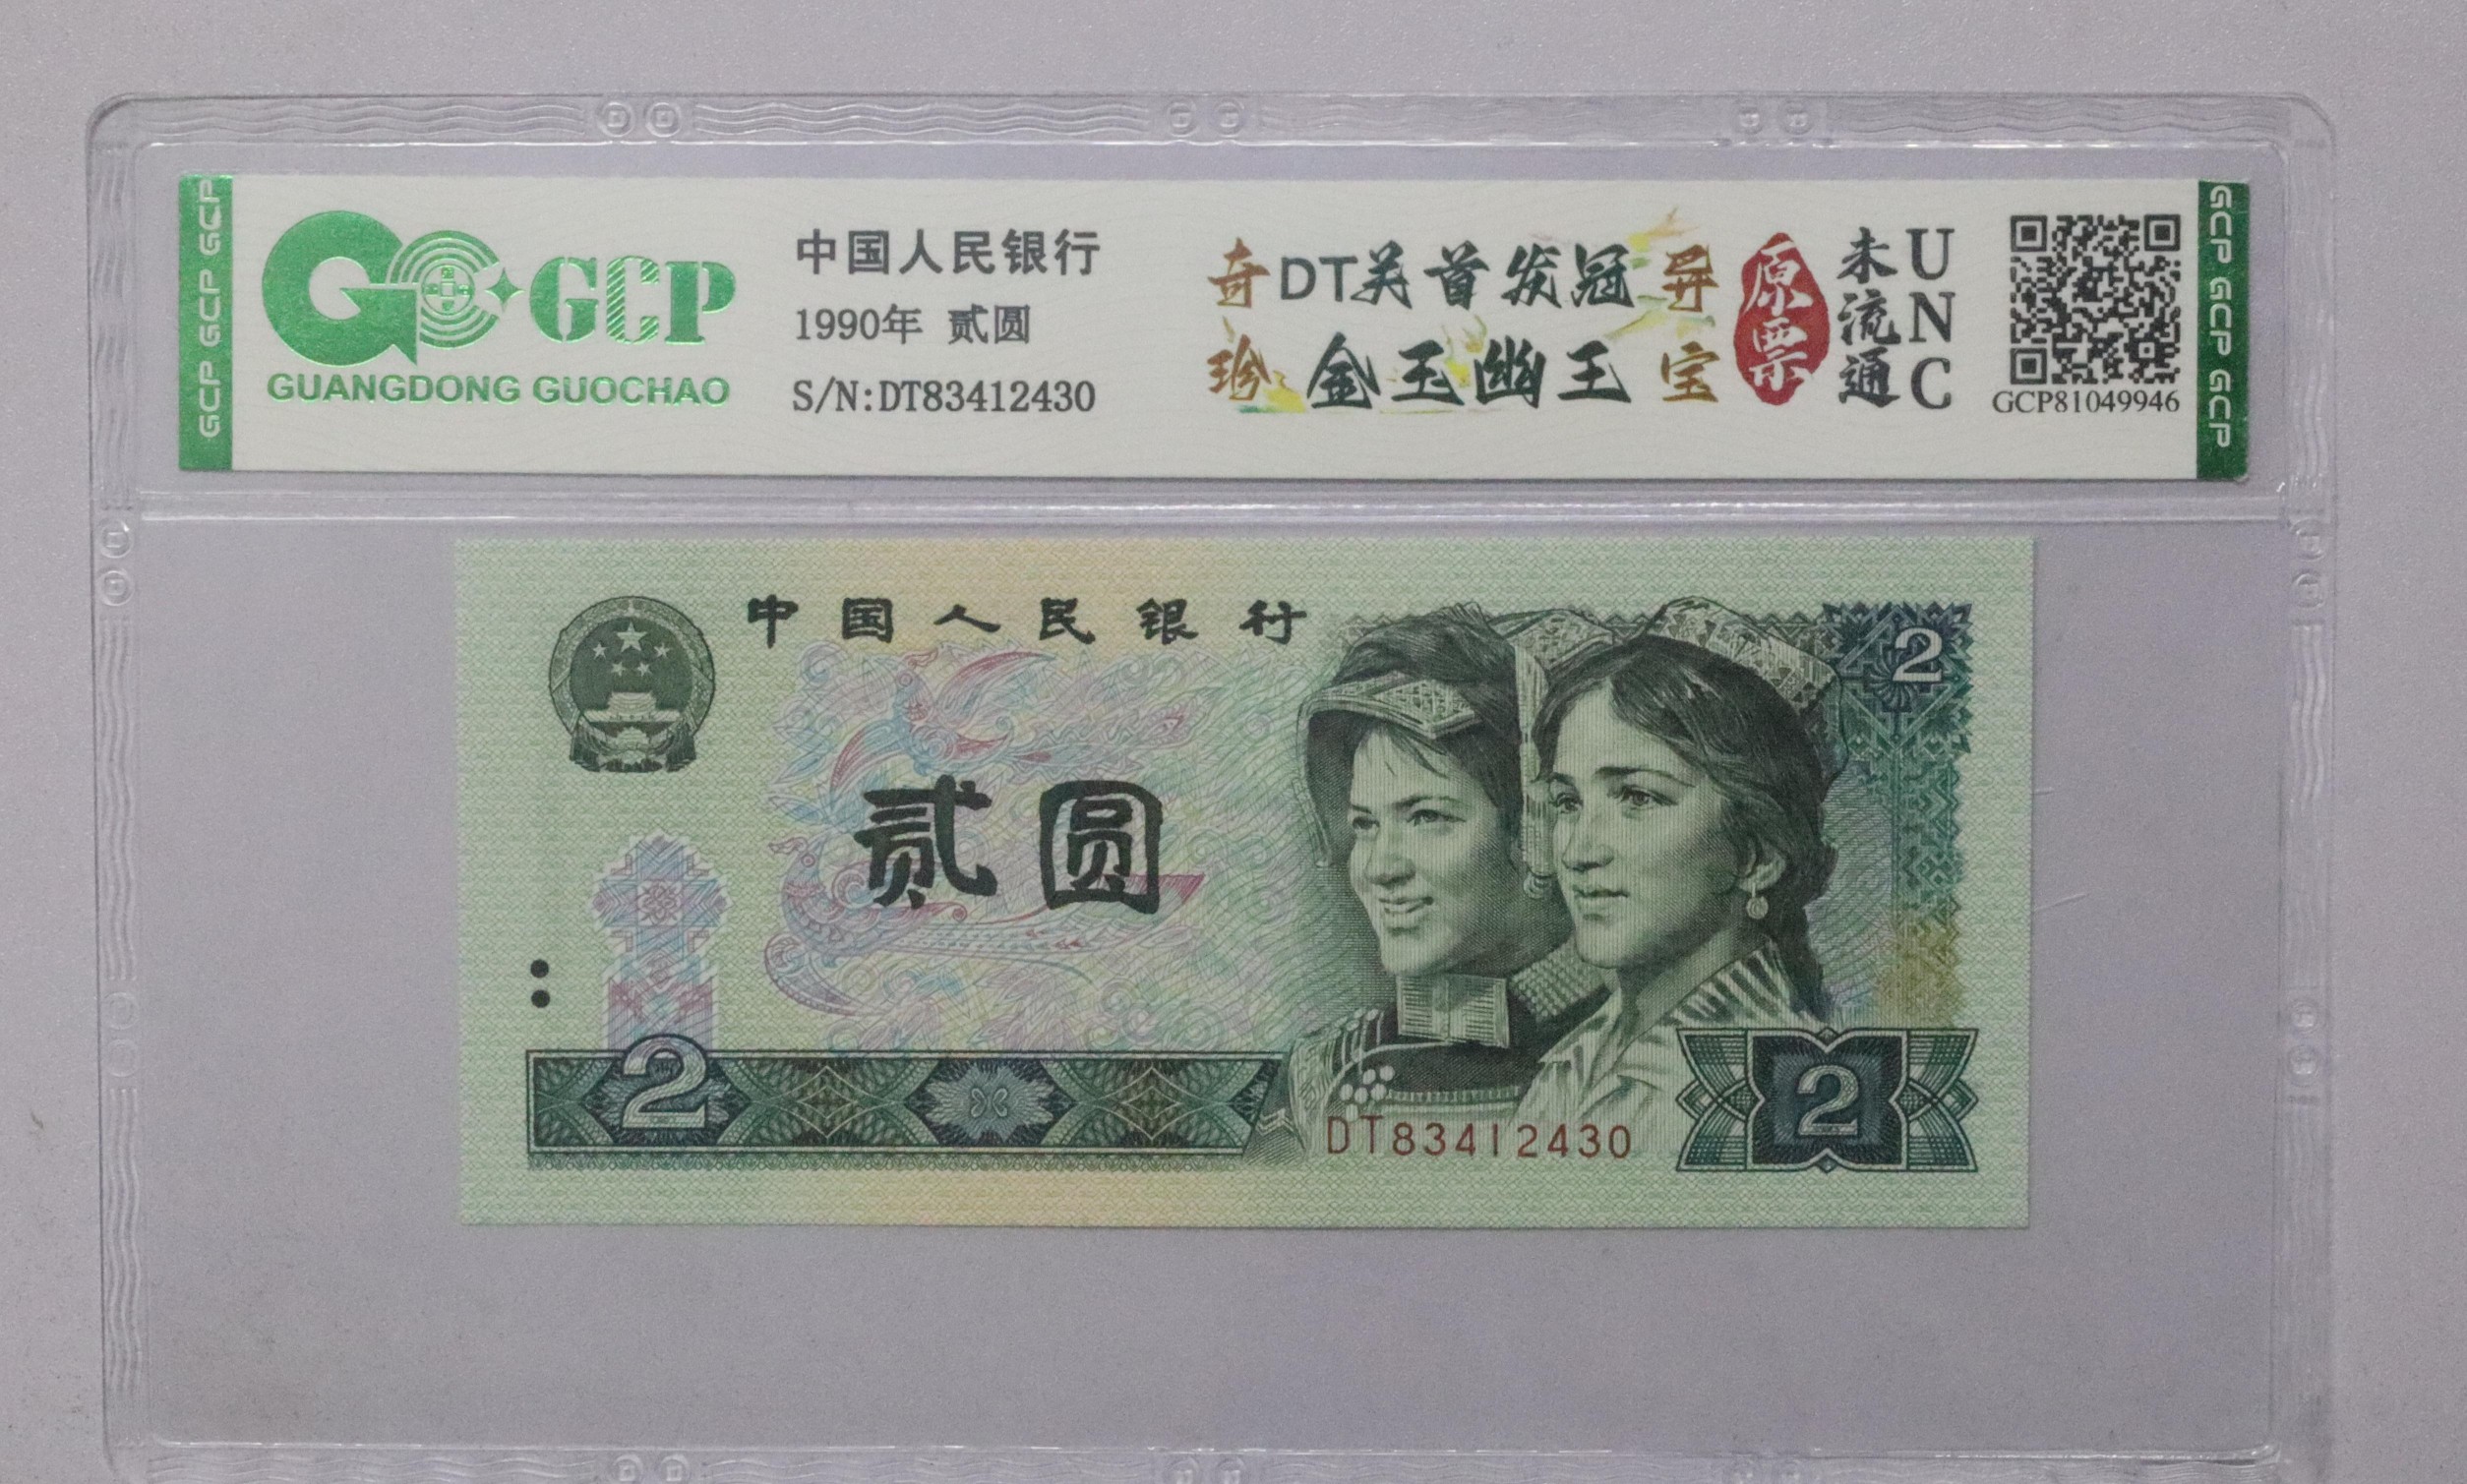 GCP GCP GCP
GCP
GUANGDONG GUOCHAO
中国人民银行
1990年 贰圆
S/N:DT83412430
奇珍
DT关首发冠
金玉幽王
异宝
原票
未流通
UNC
GCP81049946
GCP GCP GCP
中国人民银行
2
贰圆
2
DT83412430
2